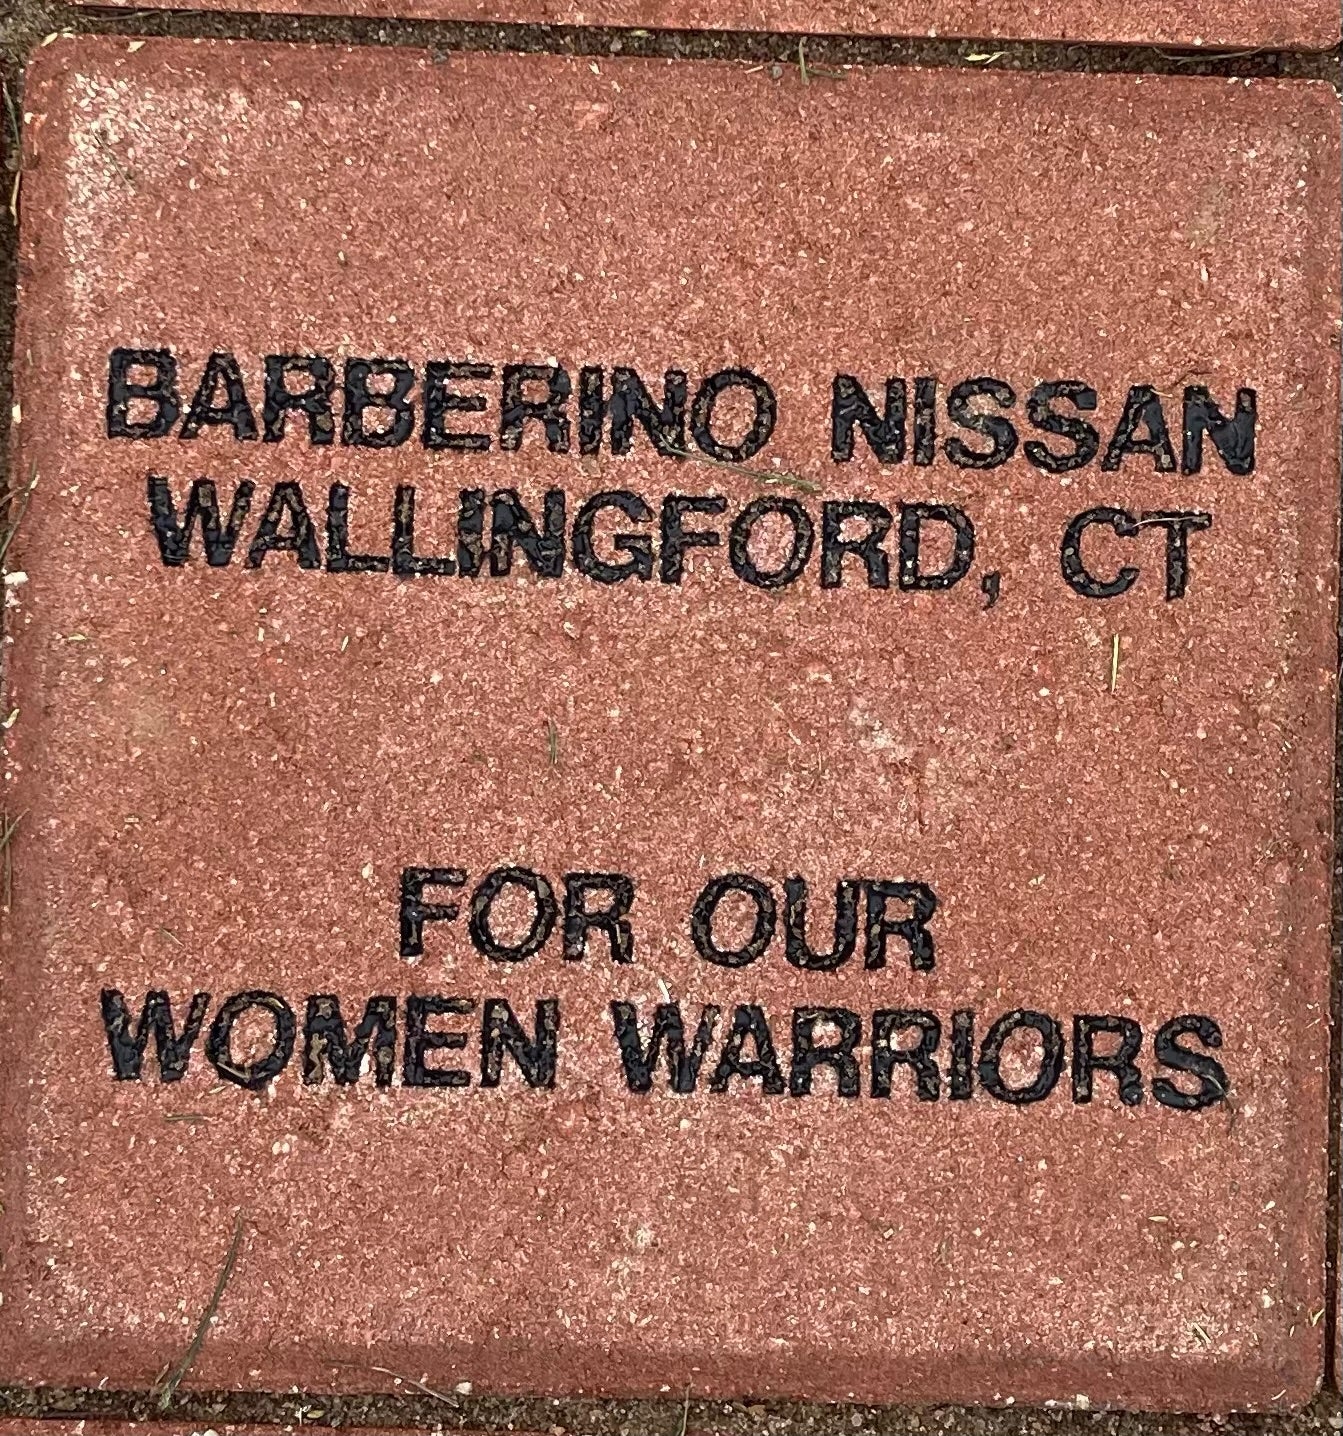 BARBERINO NISSAN
WALLINGFORD, CT
FOR OUR
WOMEN WARRIORS